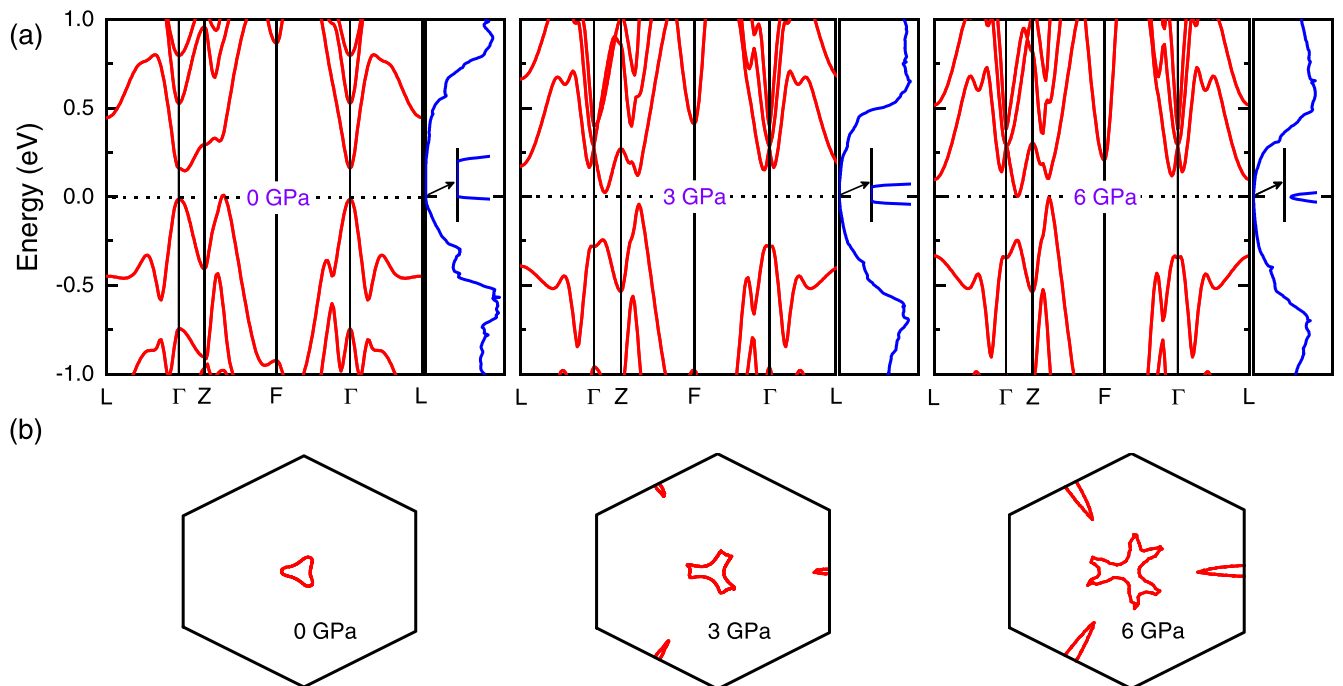 (a)
Energy (eV)
1.0
0.5
0.0
-0.5
-1.0
0 GPa
3 GPa
6 GPa
L Γ Z F Γ L
L Γ Z F Γ L
L Γ Z F Γ L
(b)
0 GPa
3 GPa
6 GPa